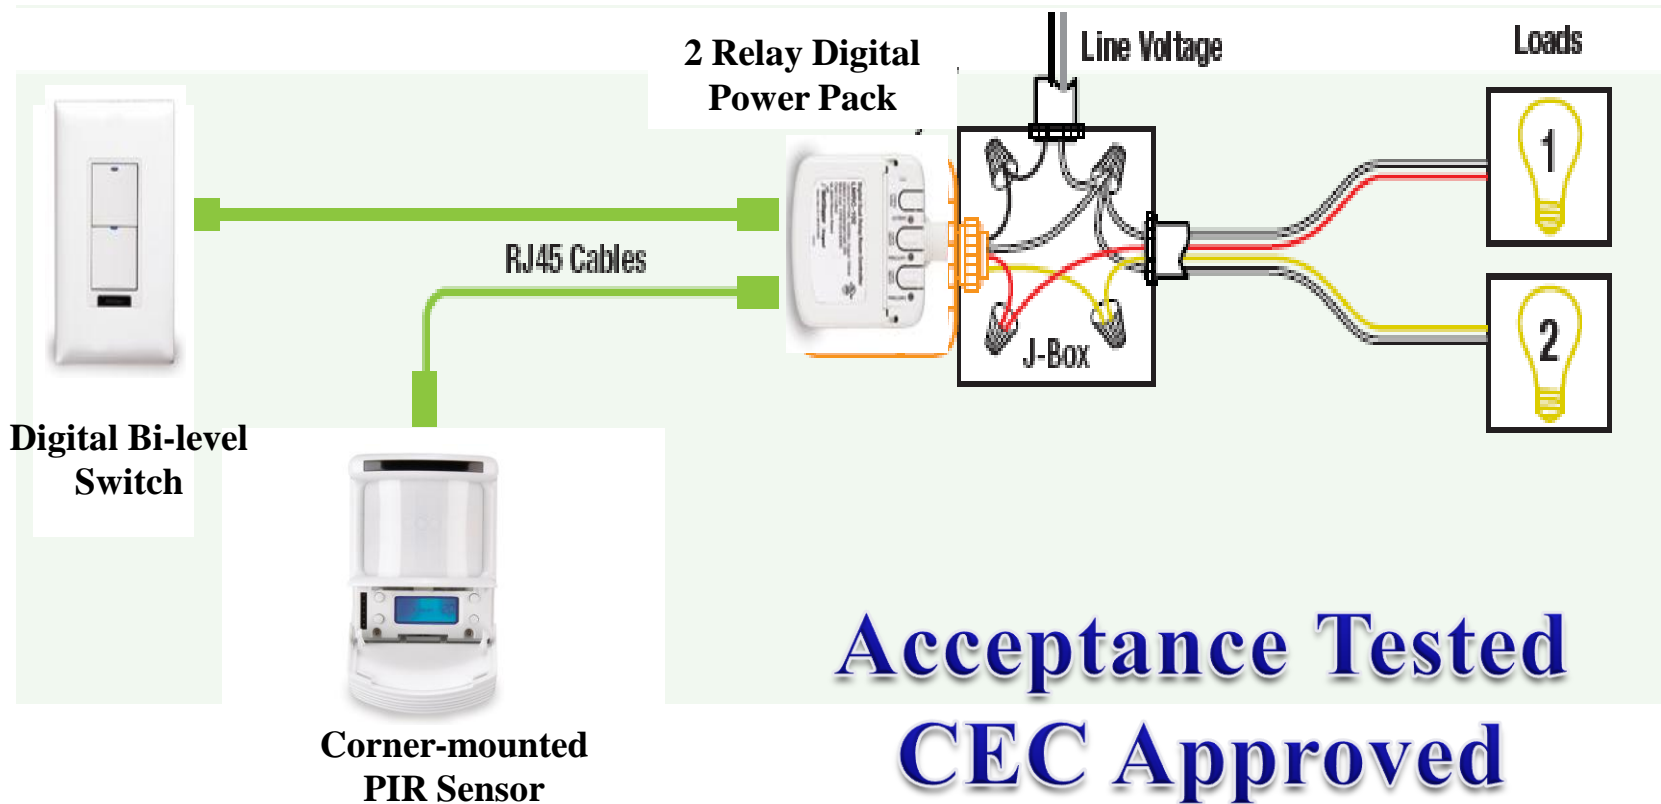 2 Relay Digital
Power Pack
Line Voltage
Loads
1
RJ45 Cables
J-Box
2
Digital Bi-level
Switch
Corner-mounted
PIR Sensor
Acceptance Tested
CEC Approved